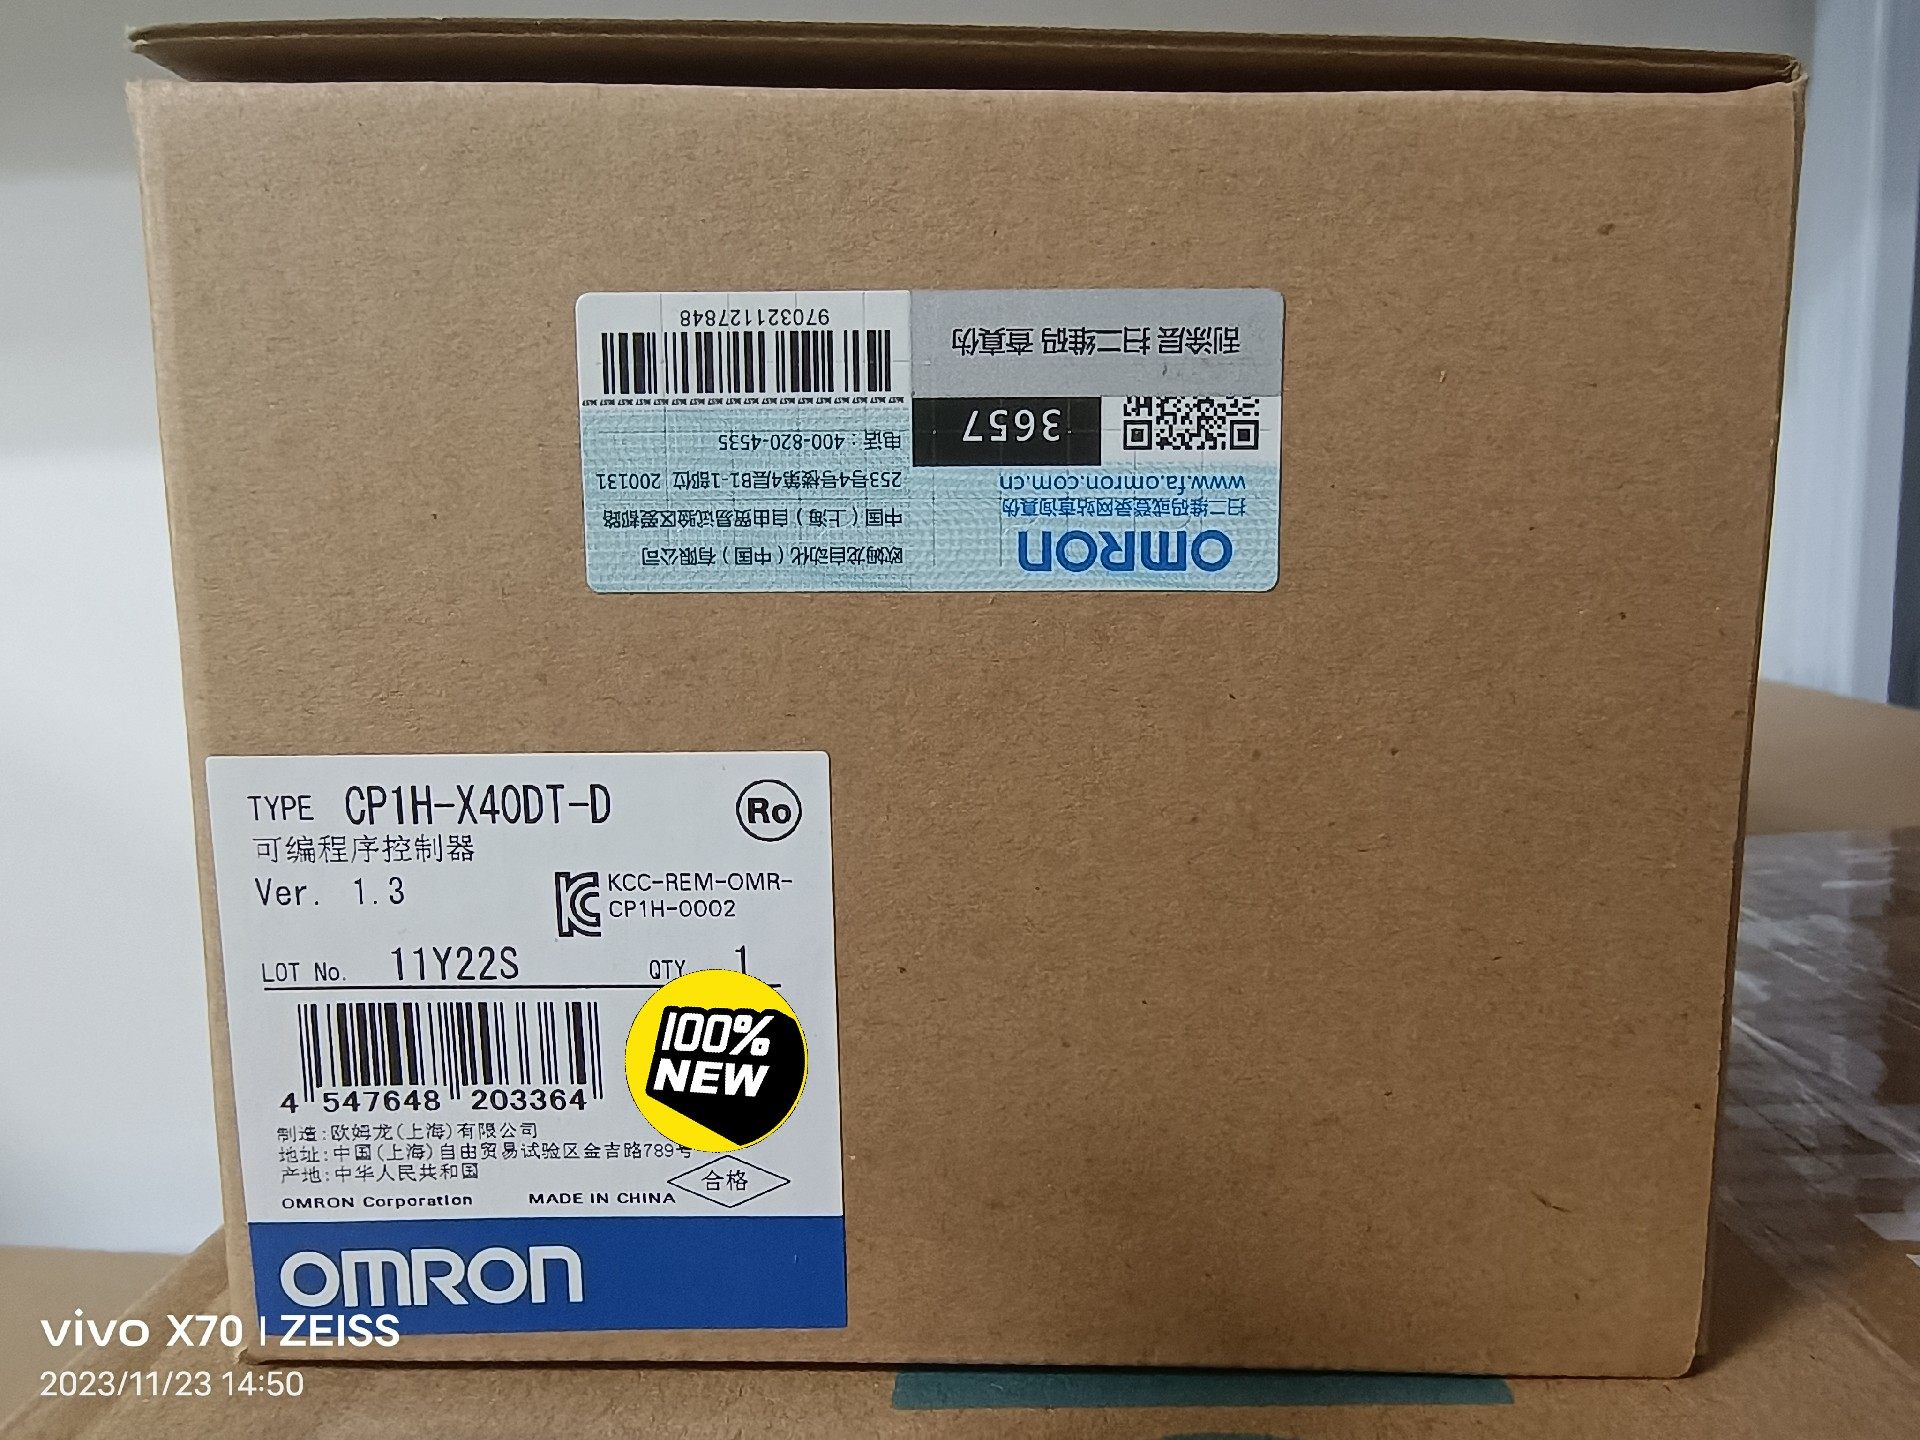 970321127848
刮涂层 扫二维码 查真伪
3657
电话：400-820-4535
253号4号楼第4层B1-1部位 200131
中国（上海）自由贸易试验区爱都路
欧姆龙自动化（中国）有限公司
www.fa.omron.com.cn
扫二维码或登录网站查询真伪
OMRON
TYPE CP1H-X40DT-D
Ro
可编程序控制器
Ver. 1.3
KCC-REM-OMR-
CP1H-0002
LOT No. 11Y22S QTY 1
100%
NEW
4 547648 203364
制造:欧姆龙(上海)有限公司
地址:中国(上海)自由贸易试验区金吉路789号
产地:中华人民共和国
OMRON Corporation MADE IN CHINA
合格
OMRON
vivo X70 | ZEISS
2023/11/23 14:50